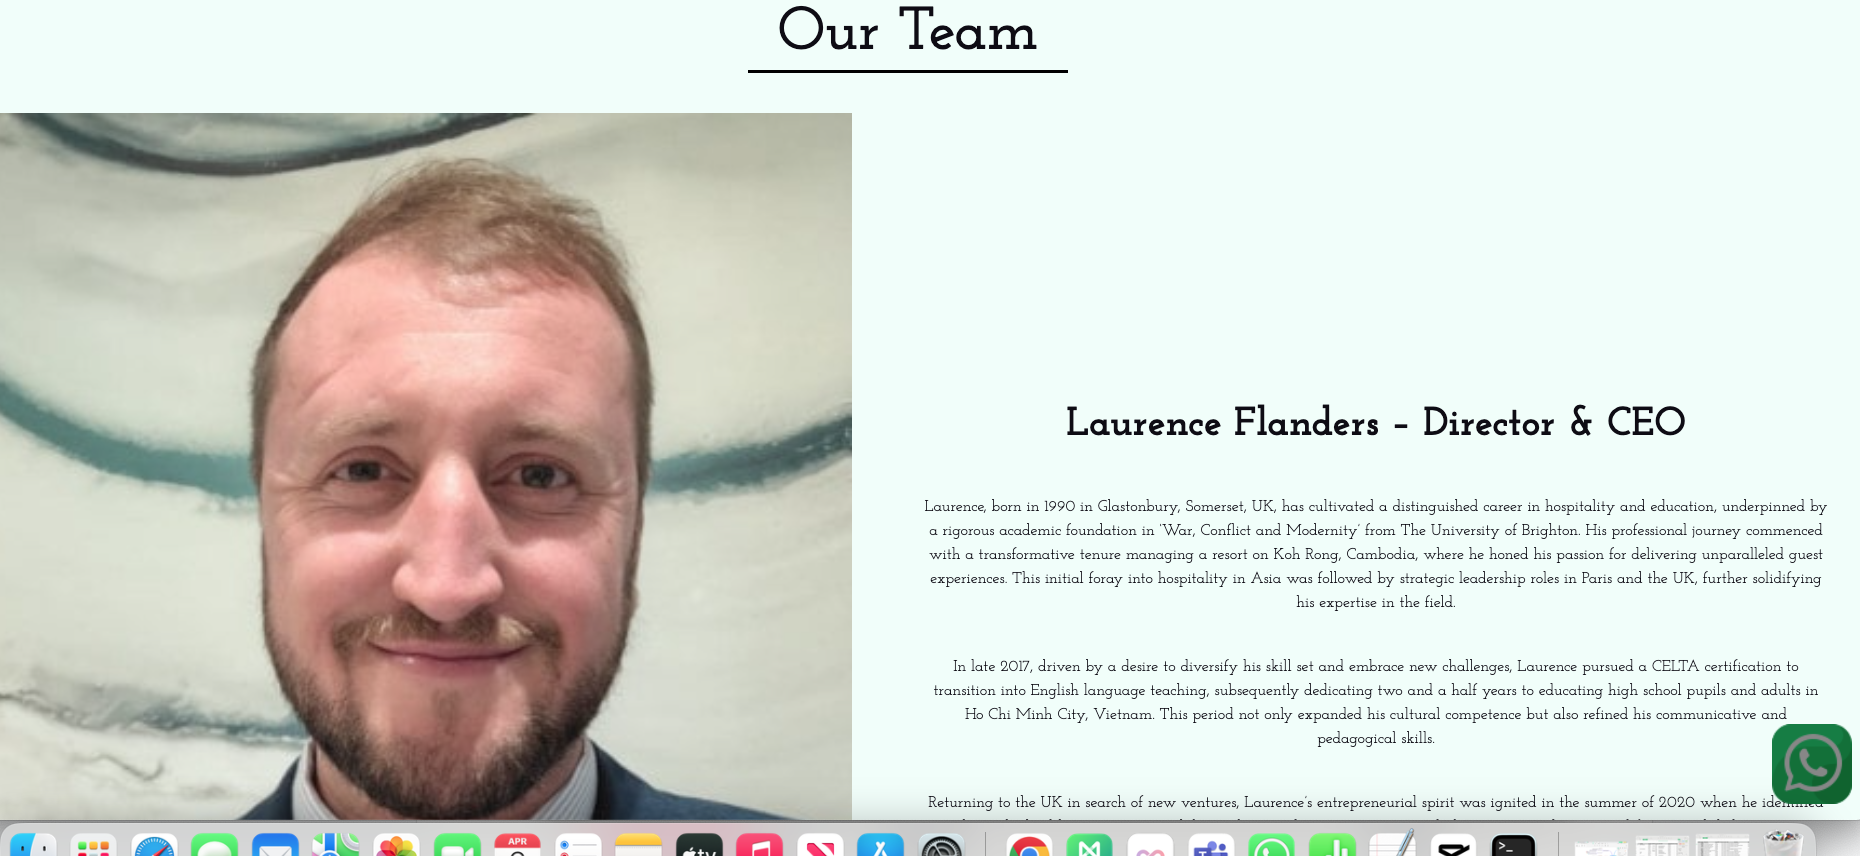 Our Team
Laurence Flanders – Director & CEO
Laurence, born in 1990 in Glastonbury, Somerset, UK, has cultivated a distinguished career in hospitality and education, underpinned by
a rigorous academic foundation in 'War, Conflict and Modernity' from The University of Brighton. His professional journey commenced
with a transformative tenure managing a resort on Koh Rong, Cambodia, where he honed his passion for delivering unparalleled guest
experiences. This initial foray into hospitality in Asia was followed by strategic leadership roles in Paris and the UK, further solidifying
his expertise in the field.
In late 2017, driven by a desire to diversify his skill set and embrace new challenges, Laurence pursued a CELTA certification to
transition into English language teaching, subsequently dedicating two and a half years to educating high school pupils and adults in
Ho Chi Minh City, Vietnam. This period not only expanded his cultural competence but also refined his communicative and
pedagogical skills.
Returning to the UK in search of new ventures, Laurence's entrepreneurial spirit was ignited in the summer of 2020 when he identified
APR
tv
>_